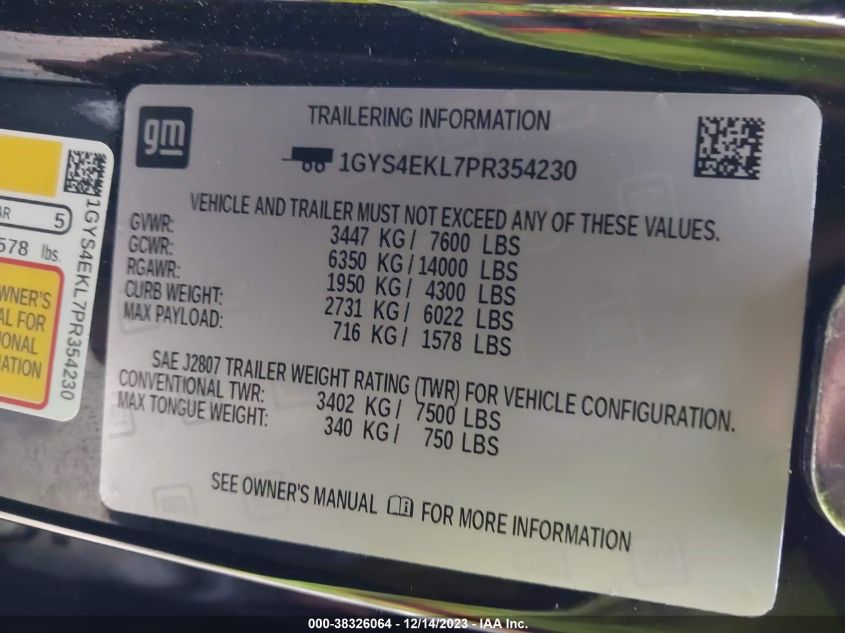 gm
TRAILERING INFORMATION
1GYS4EKL7PR354230
VEHICLE AND TRAILER MUST NOT EXCEED ANY OF THESE VALUES.
GVWR: 3447 KG / 7600 LBS
GCWR: 6350 KG / 14000 LBS
RGAWR: 1950 KG / 4300 LBS
CURB WEIGHT: 2731 KG / 6022 LBS
MAX PAYLOAD: 716 KG / 1578 LBS
SAE J2807 TRAILER WEIGHT RATING (TWR) FOR VEHICLE CONFIGURATION.
CONVENTIONAL TWR: 3402 KG / 7500 LBS
MAX TONGUE WEIGHT: 340 KG / 750 LBS
SEE OWNER'S MANUAL FOR MORE INFORMATION
AR 5
578 lbs.
OWNER'S
AL FOR
IONAL
MATION
1GYS4EKL7PR354230
000-38326064 - 12/14/2023 - IAA Inc.